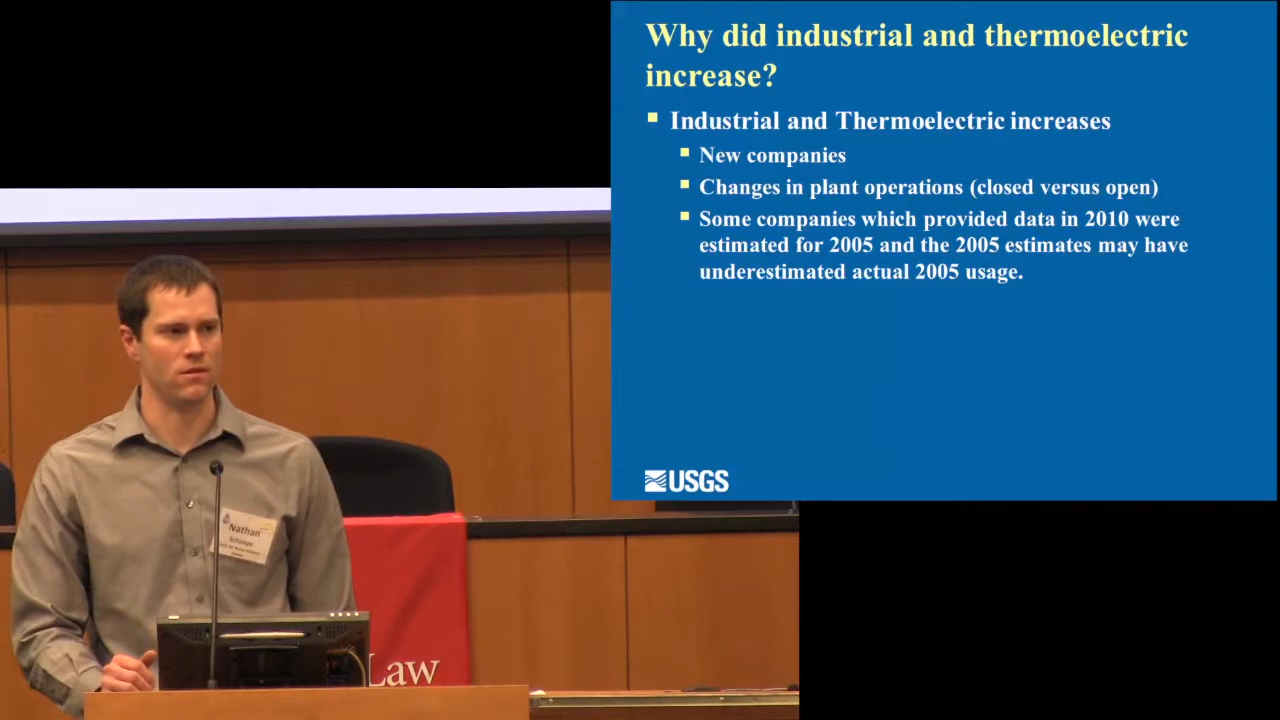 Why did industrial and thermoelectric
increase?
Industrial and Thermoelectric increases
New companies
Changes in plant operations (closed versus open)
Some companies which provided data in 2010 were
estimated for 2005 and the 2005 estimates may have
underestimated actual 2005 usage.
USGS
Nathan
Law